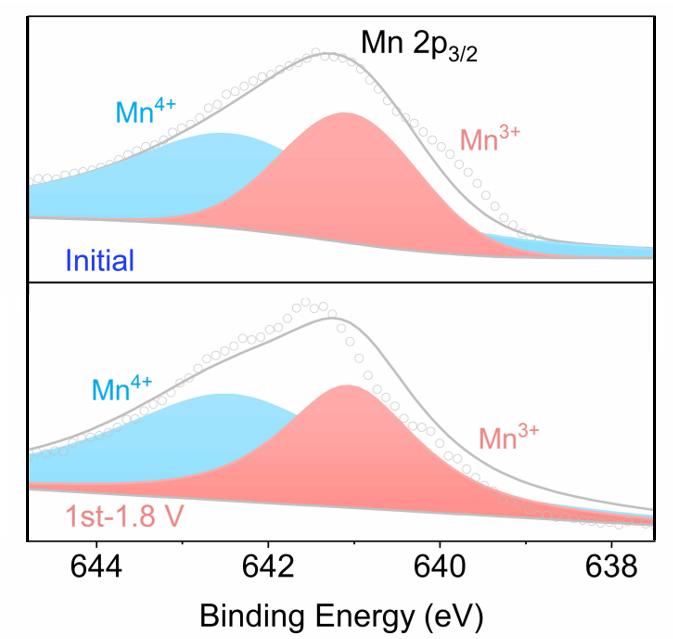 Mn 2p3/2
Mn4+
Mn3+
Initial
Mn4+
Mn3+
1st-1.8 V
644 642 640 638
Binding Energy (eV)